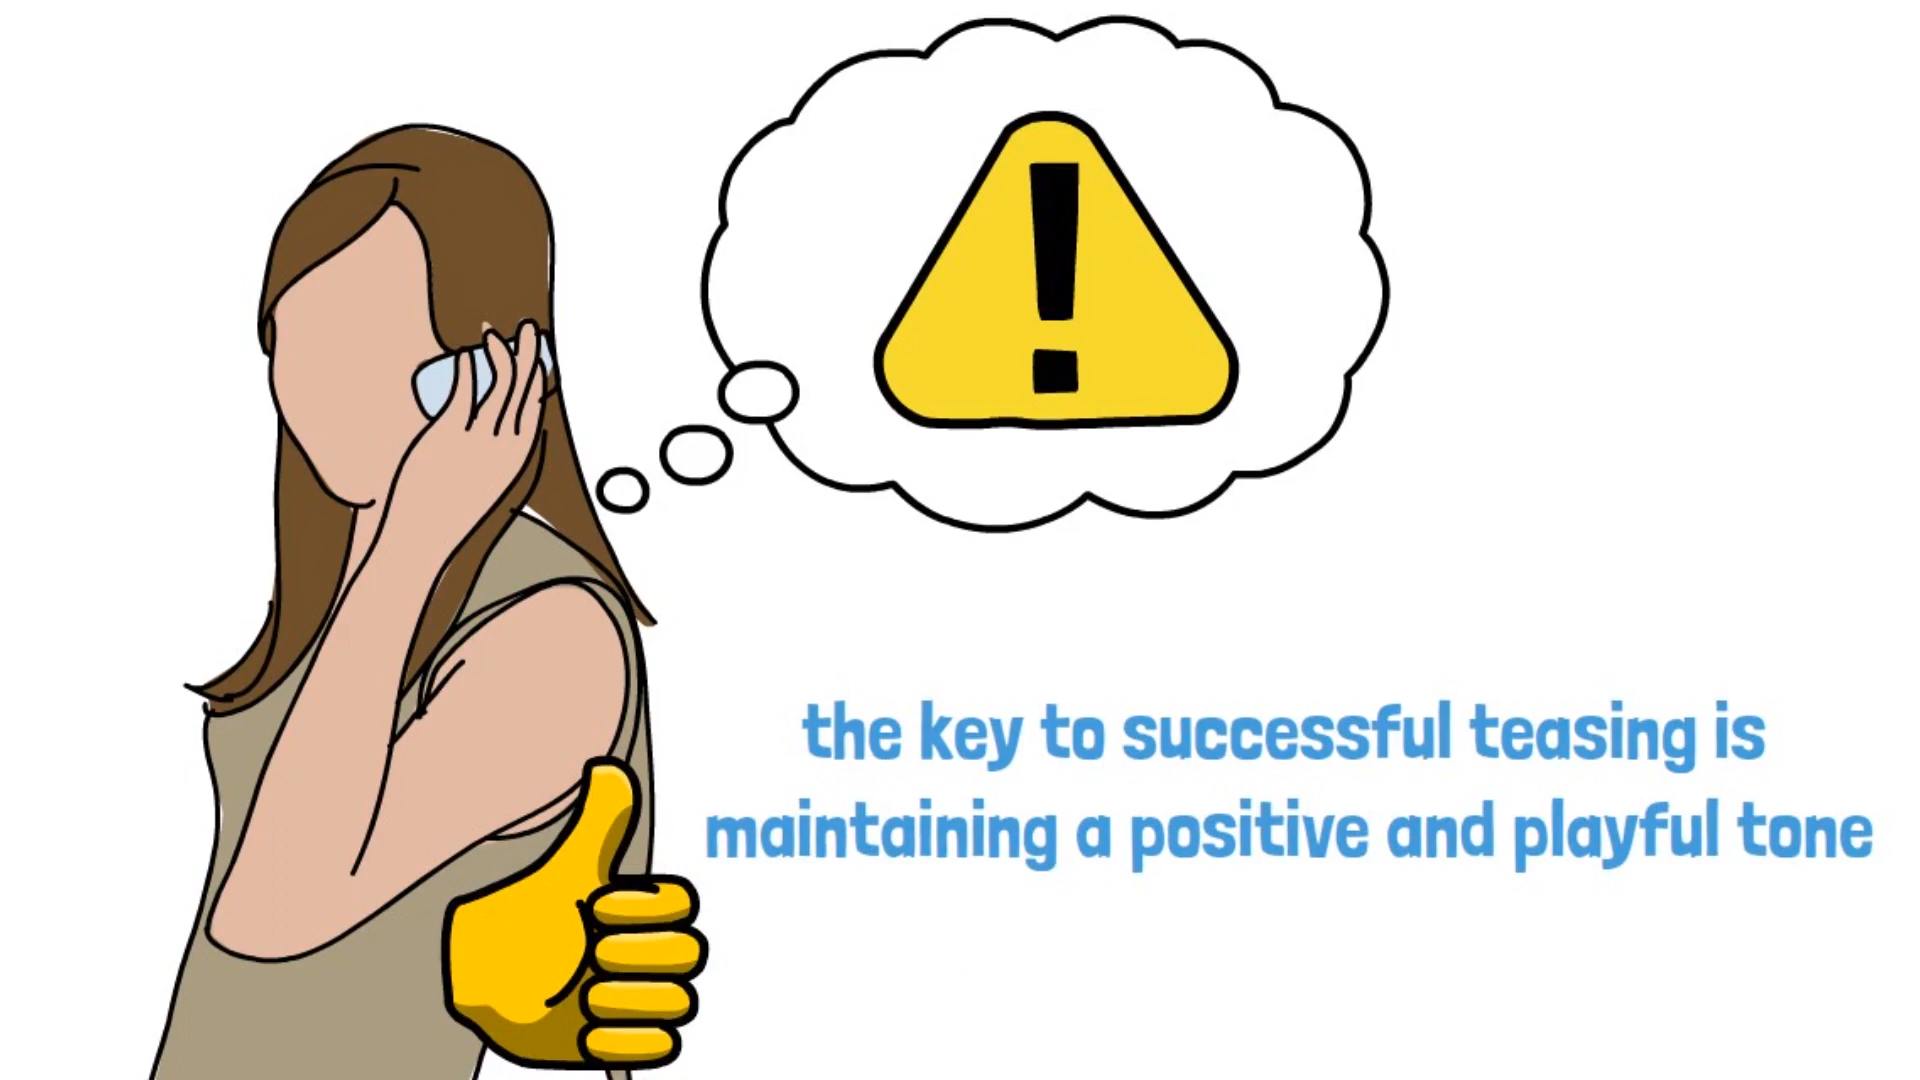 !
the key to successful teasing is
maintaining a positive and playful tone